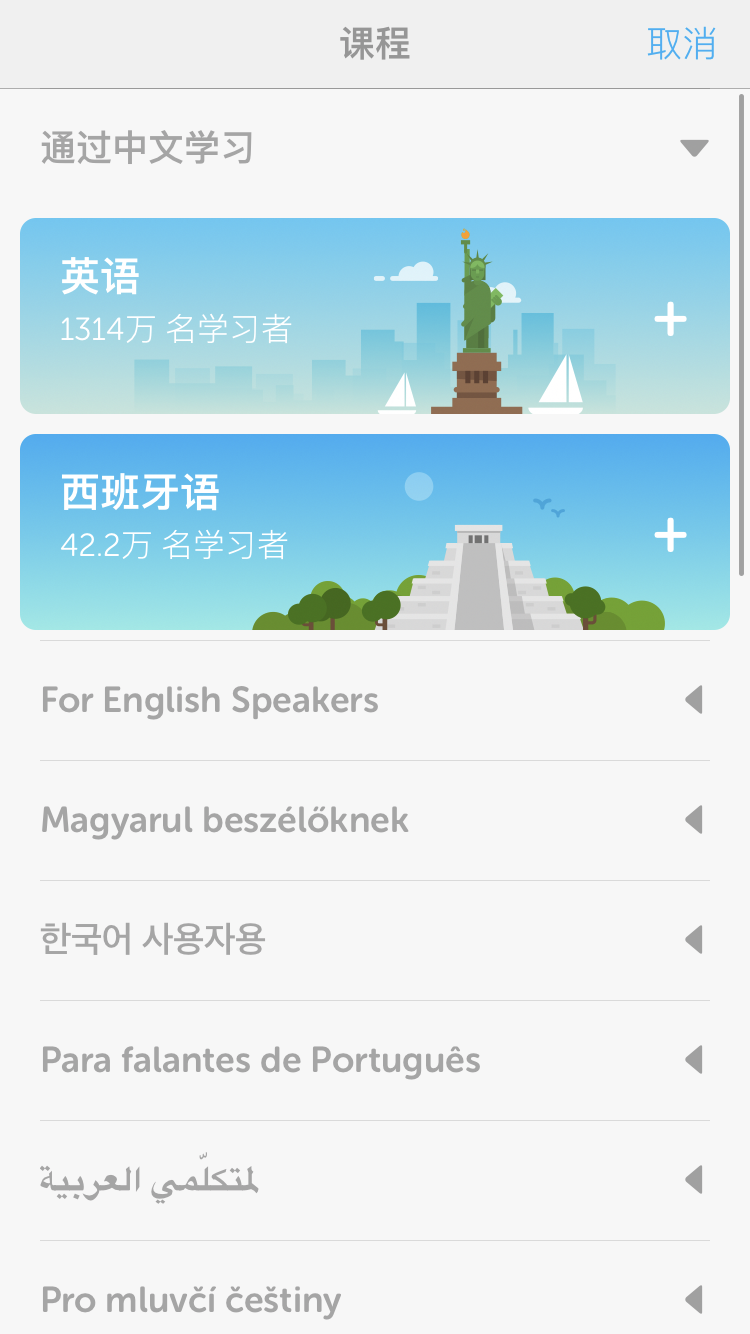 课程
取消
通过中文学习
英语
1314万 名学习者
西班牙语
42.2万 名学习者
For English Speakers
Magyarul beszélőknek
한국어 사용자용
Para falantes de Português
لمتكلّمي العربية
Pro mluvčí češtiny